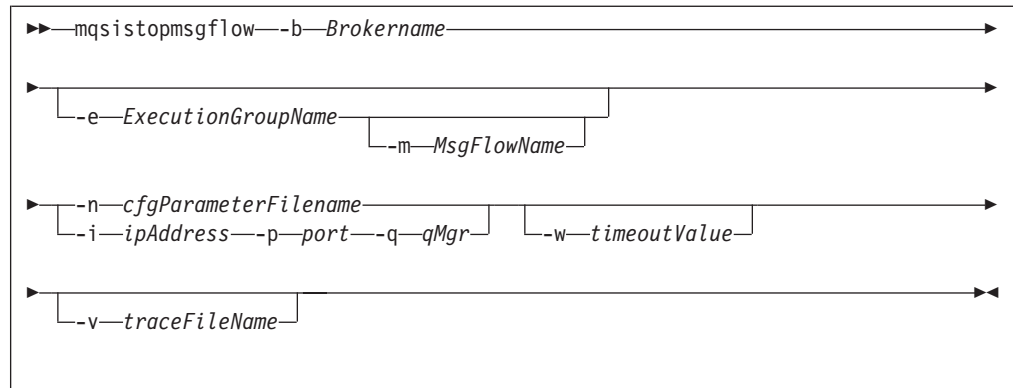 mqsistopmsgflow -b Brokername
-e ExecutionGroupName
-m MsgFlowName
-n cfgParameterFilename
-i ipAddress -p port -q qMgr
-w timeoutValue
-v traceFileName